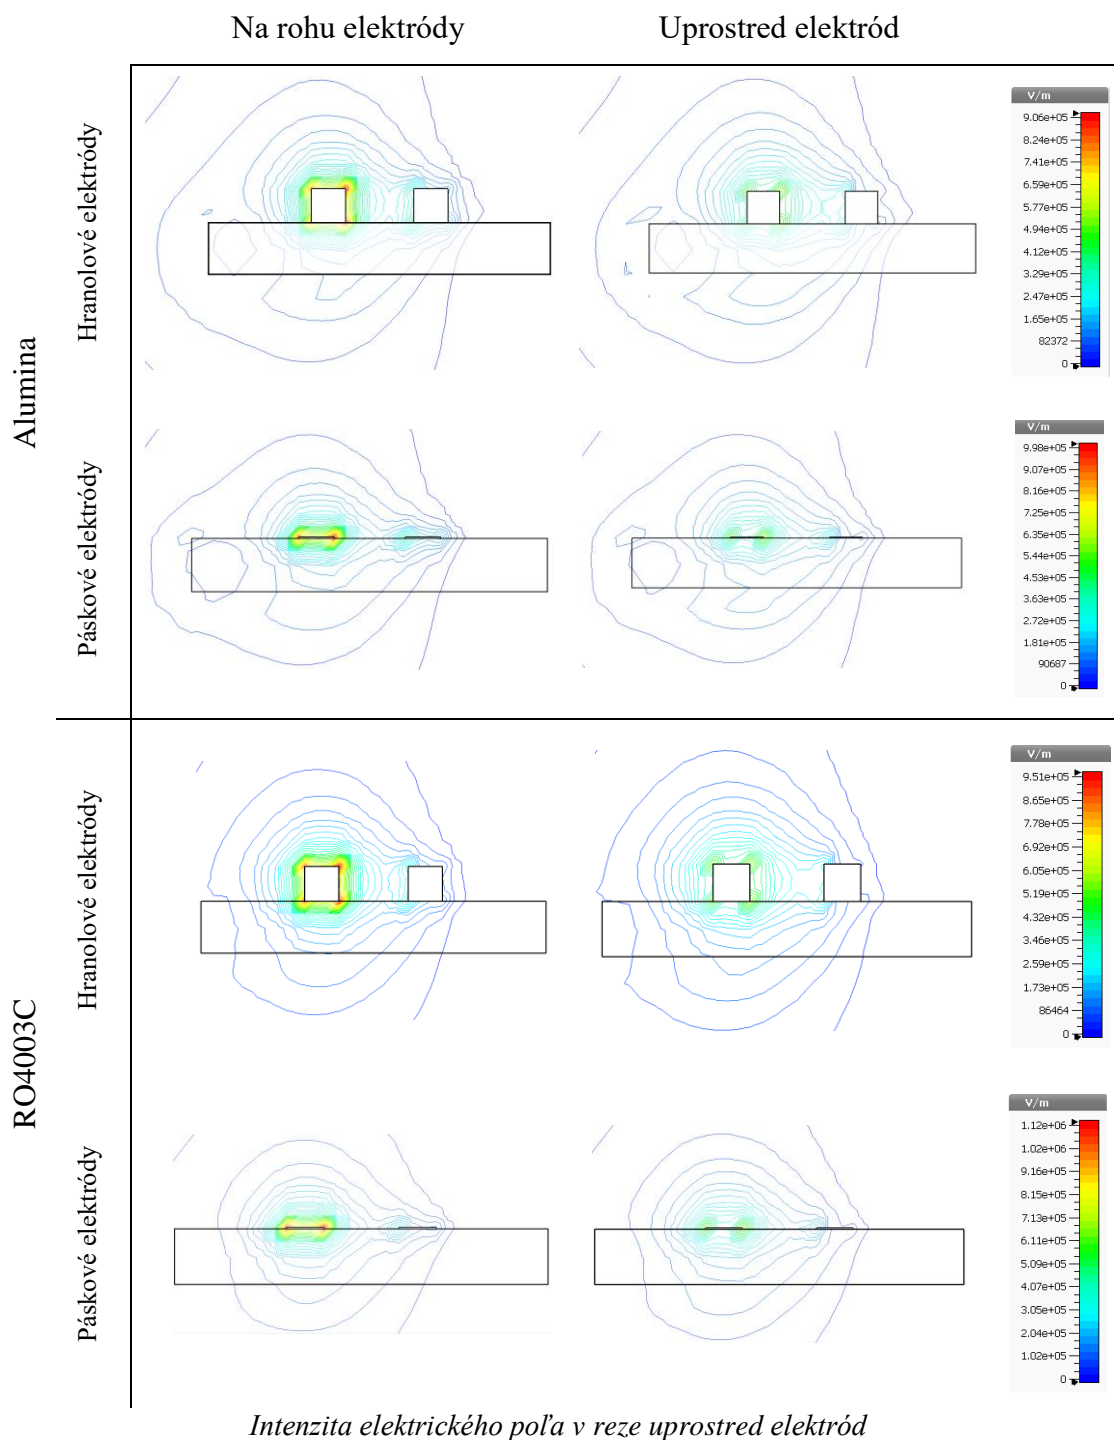 Na rohu elektródy
Uprostred elektród
Alumina
Hranolové elektródy
V/m
9.06e+05
8.24e+05
7.41e+05
6.59e+05
5.77e+05
4.94e+05
4.12e+05
3.29e+05
2.47e+05
1.65e+05
82372
0
Páskové elektródy
V/m
9.98e+05
9.07e+05
8.16e+05
7.25e+05
6.35e+05
5.44e+05
4.53e+05
3.63e+05
2.72e+05
1.81e+05
90687
0
RO4003C
Hranolové elektródy
V/m
9.51e+05
8.65e+05
7.78e+05
6.92e+05
6.05e+05
5.19e+05
4.32e+05
3.46e+05
2.59e+05
1.73e+05
86464
0
Páskové elektródy
V/m
1.12e+06
1.02e+06
9.16e+05
8.15e+05
7.13e+05
6.11e+05
5.09e+05
4.07e+05
3.05e+05
2.04e+05
1.02e+05
0
Intenzita elektrického poľa v reze uprostred elektród